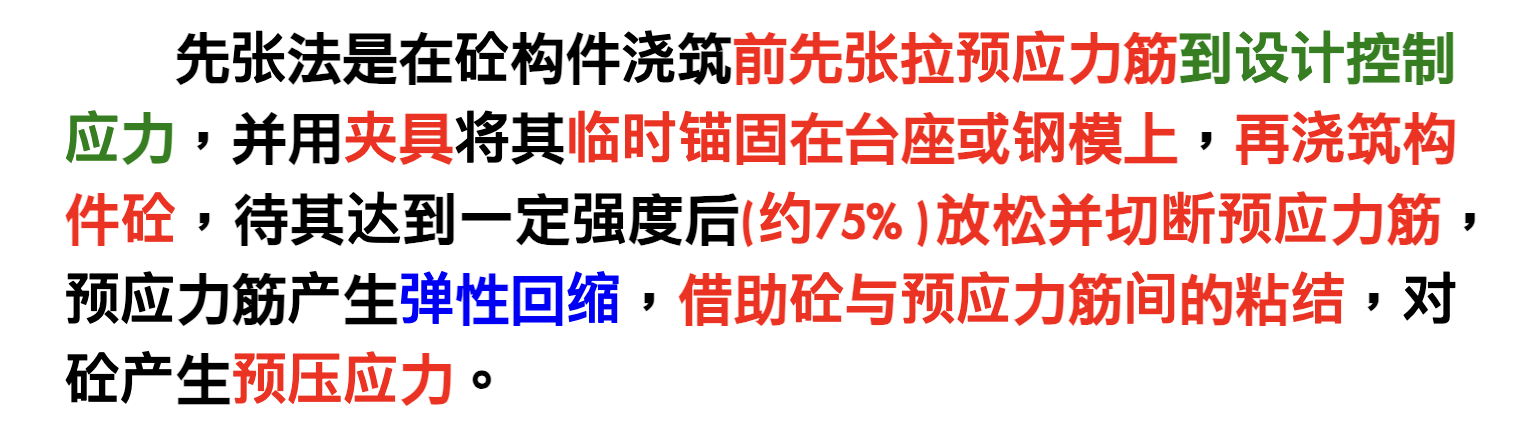 先张法是在砼构件浇筑前先张拉预应力筋到设计控制
应力，并用夹具将其临时锚固在台座或钢模上，再浇筑构
件砼，待其达到一定强度后(约75% )放松并切断预应力筋，
预应力筋产生弹性回缩，借助砼与预应力筋间的粘结，对
砼产生预压应力。